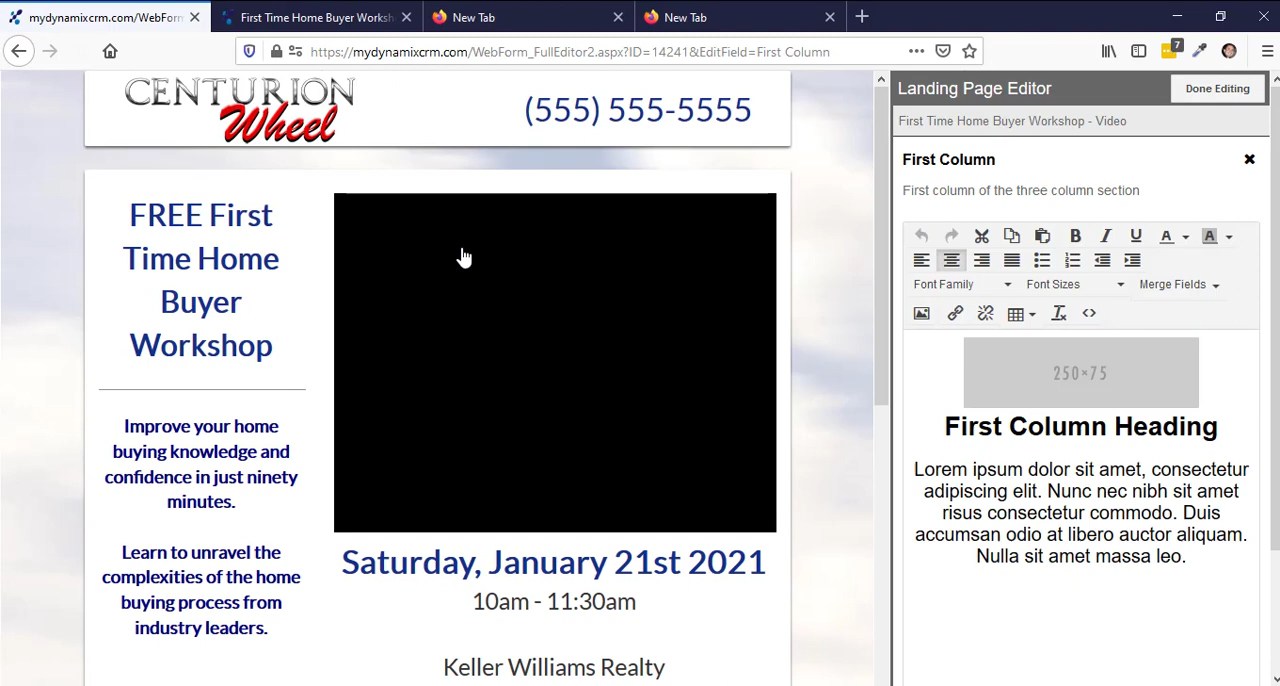 mydynamixcrm.com/WebForm
First Time Home Buyer Worksh
New Tab
New Tab
https://mydynamixcrm.com/WebForm_FullEditor2.aspx?ID=14241&EditField=First Column
7
CENTURION
Wheel
(555) 555-5555
FREE First
Time Home
Buyer
Workshop
Improve your home
buying knowledge and
confidence in just ninety
minutes.
Learn to unravel the
complexities of the home
buying process from
industry leaders.
Saturday, January 21st 2021
10am - 11:30am
Keller Williams Realty
Landing Page Editor
Done Editing
First Time Home Buyer Workshop - Video
First Column
First column of the three column section
B I U A A
Font Family Font Sizes Merge Fields
250×75
First Column Heading
Lorem ipsum dolor sit amet, consectetur
adipiscing elit. Nunc nec nibh sit amet
risus consectetur commodo. Duis
accumsan odio at libero auctor aliquam.
Nulla sit amet massa leo.